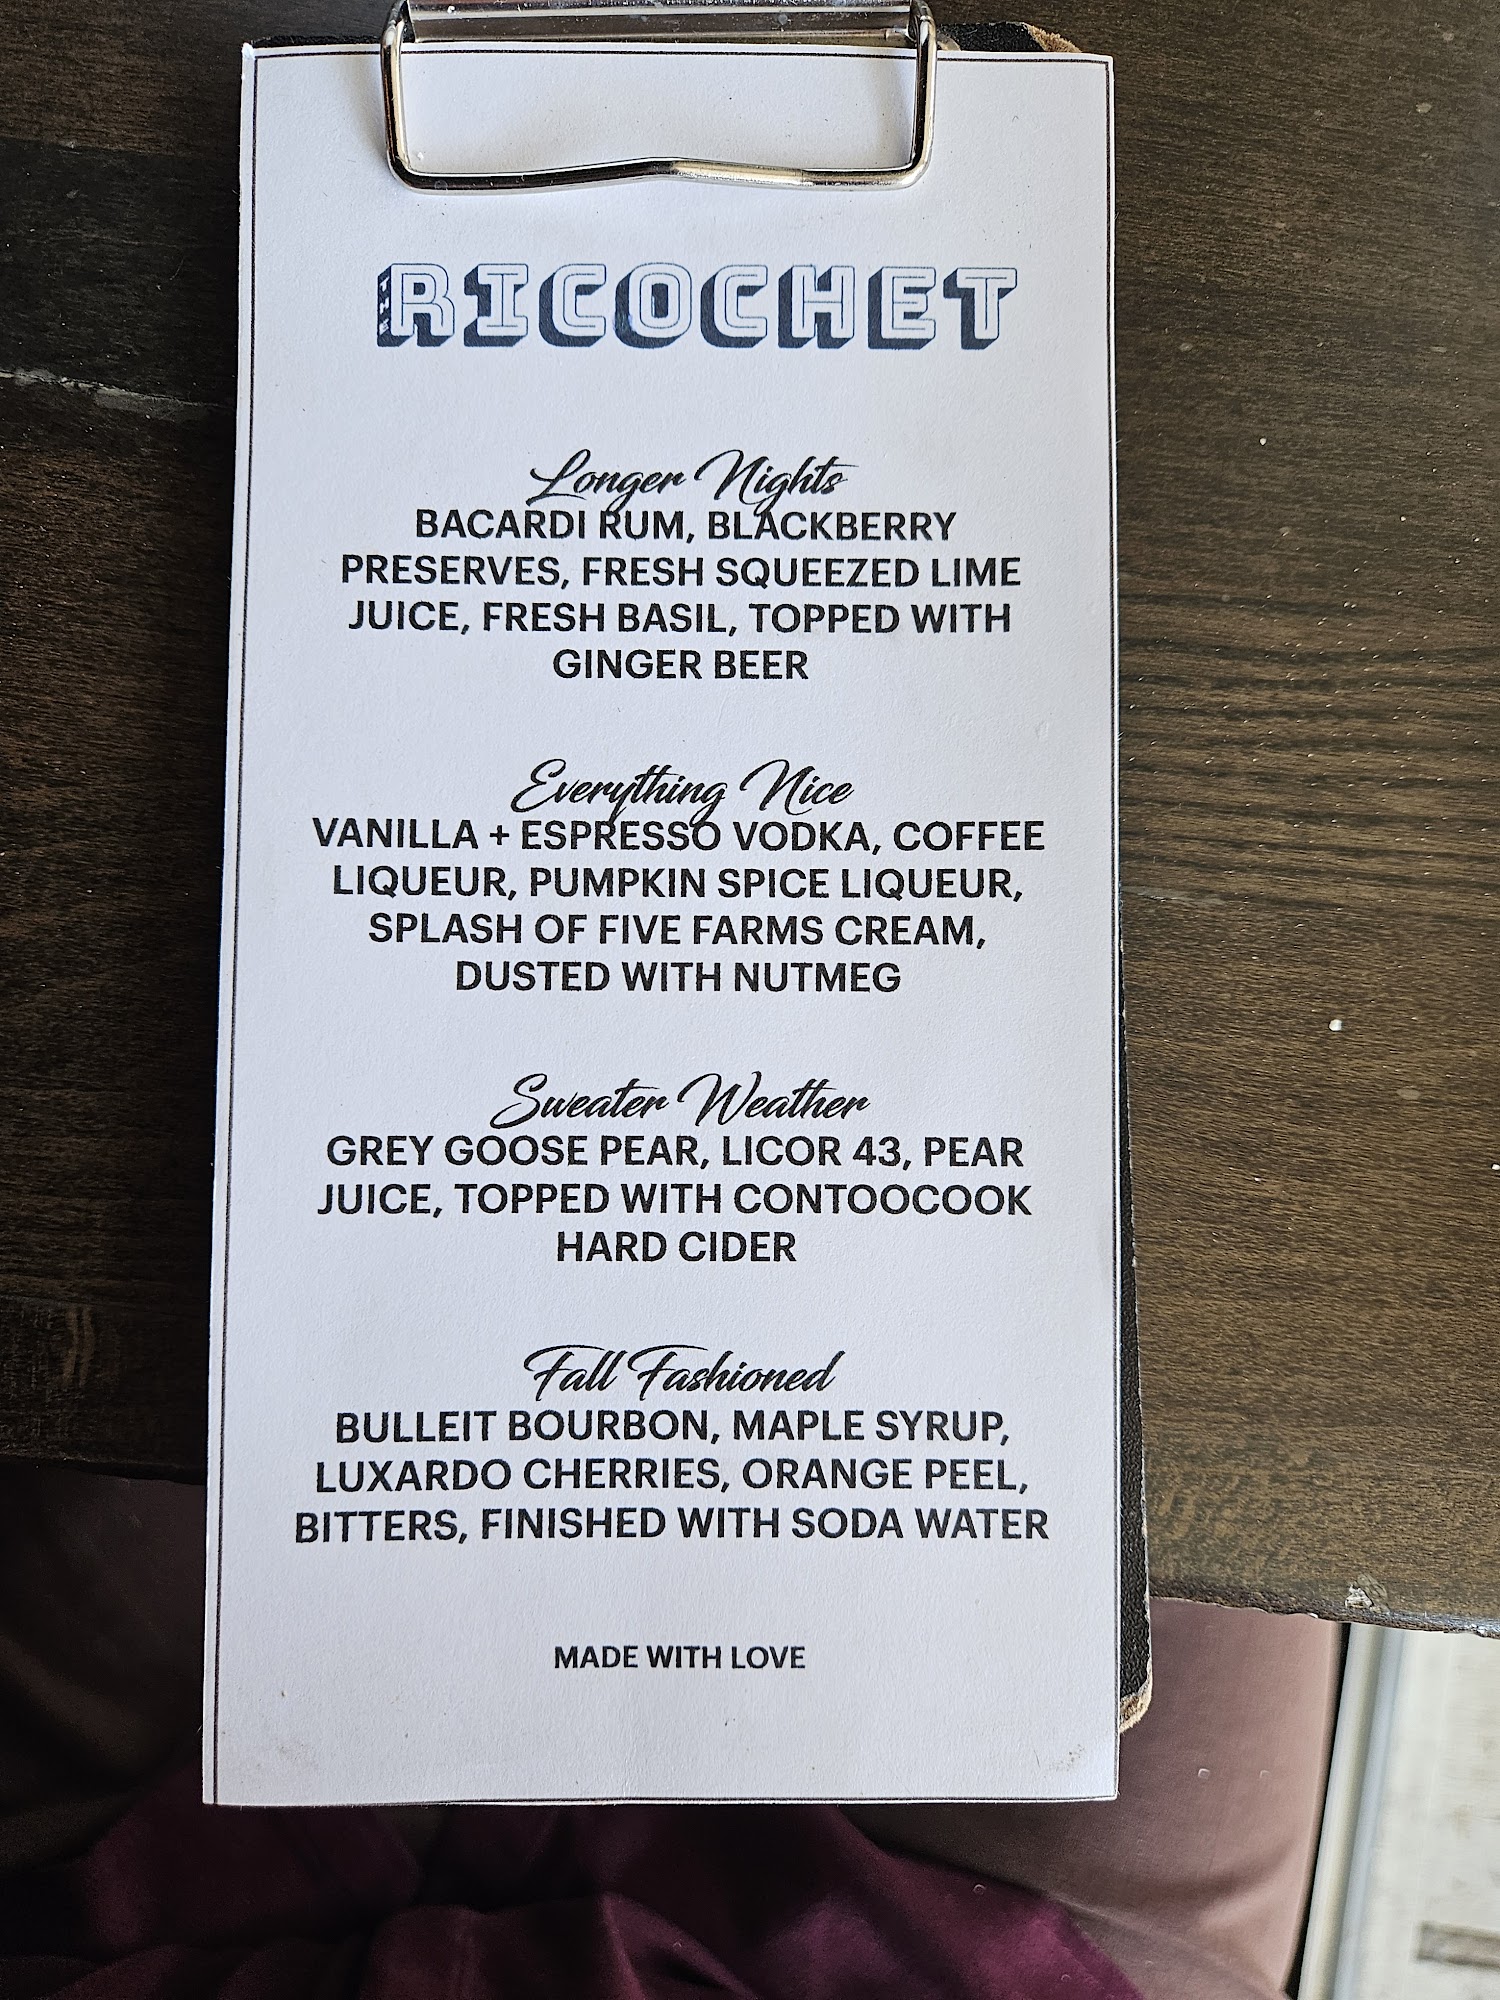 THE RICOCHET
Longer Nights
BACARDI RUM, BLACKBERRY
PRESERVES, FRESH SQUEEZED LIME
JUICE, FRESH BASIL, TOPPED WITH
GINGER BEER
Everything Nice
VANILLA + ESPRESSO VODKA, COFFEE
LIQUEUR, PUMPKIN SPICE LIQUEUR,
SPLASH OF FIVE FARMS CREAM,
DUSTED WITH NUTMEG
Sweater Weather
GREY GOOSE PEAR, LICOR 43, PEAR
JUICE, TOPPED WITH CONTOOCOOK
HARD CIDER
Fall Fashioned
BULLEIT BOURBON, MAPLE SYRUP,
LUXARDO CHERRIES, ORANGE PEEL,
BITTERS, FINISHED WITH SODA WATER
MADE WITH LOVE